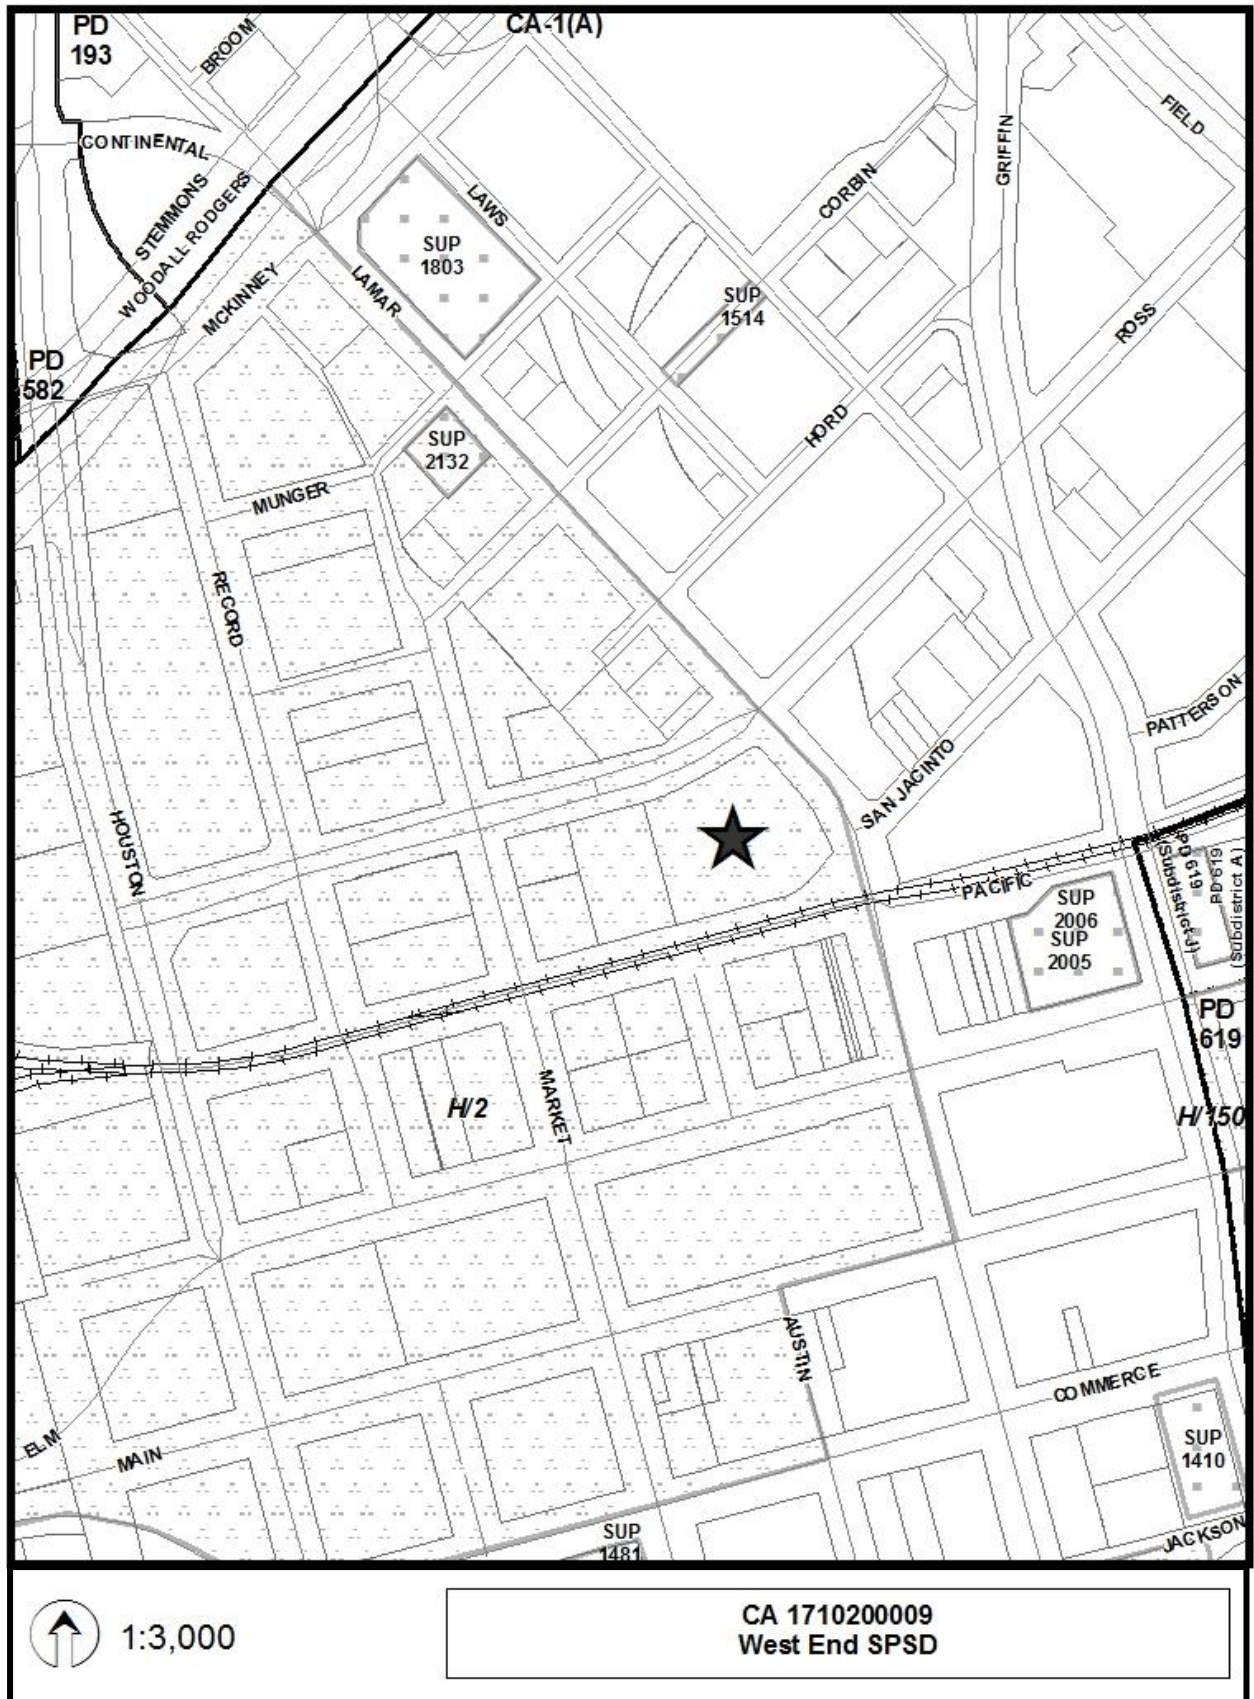 PD
193
BROOM
CA-1(A)
FIELD
CONTINENTAL
GRIFFIN
STEMMONS
WOODALL RODGERS
LAWS
CORBIN
SUP
1803
MCKINNEY
LAMAR
SUP
1514
ROSS
PD
582
HORD
SUP
2132
MUNGER
RECORD
PATTERSON
SAN JACINTO
HOUSTON
PACIFIC
PD 619
(Subdistrict J)
PD 619
(Subdistrict A)
SUP
2006
SUP
2005
PD
619
MARKET
H/2
H/150
AUSTIN
COMMERCE
ELM
MAIN
SUP
1410
SUP
1481
JACKSON
1:3,000
CA 1710200009
West End SPSD